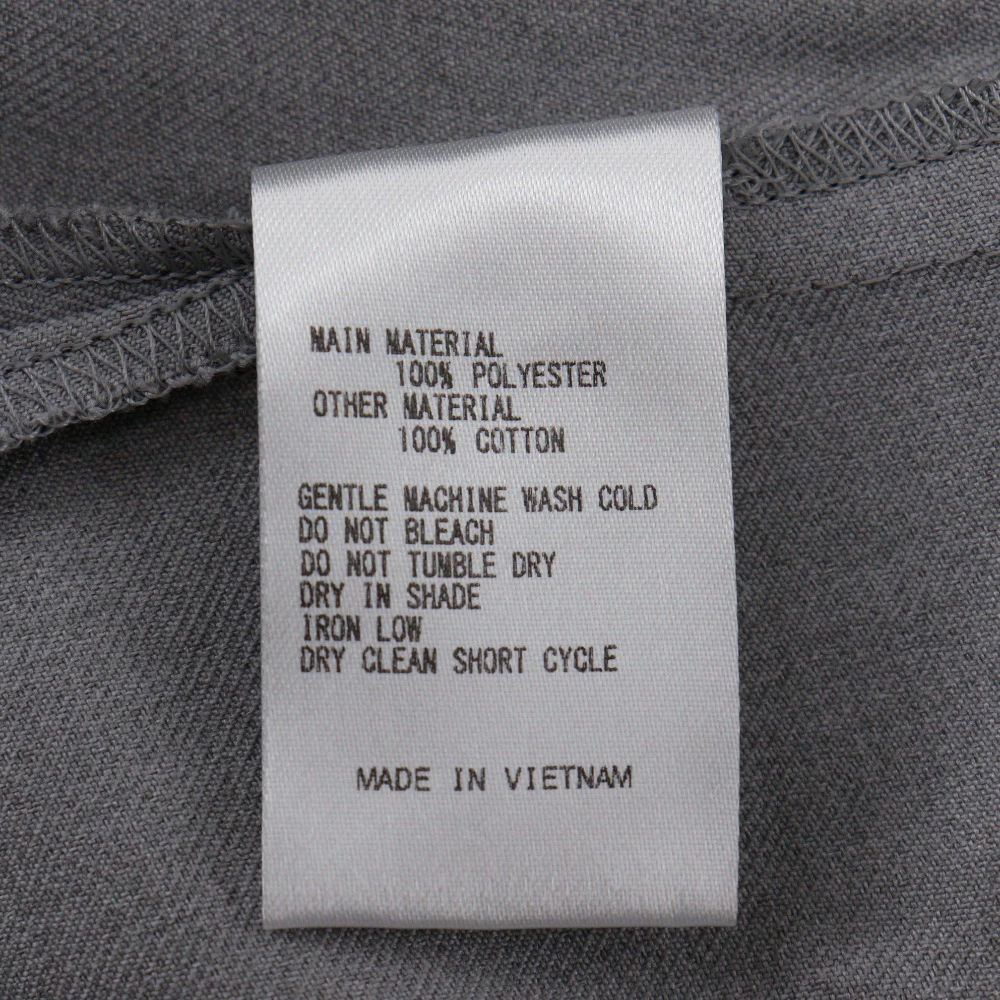 MAIN MATERIAL
100% POLYESTER
OTHER MATERIAL
100% COTTON
GENTLE MACHINE WASH COLD
DO NOT BLEACH
DO NOT TUMBLE DRY
DRY IN SHADE
IRON LOW
DRY CLEAN SHORT CYCLE
MADE IN VIETNAM